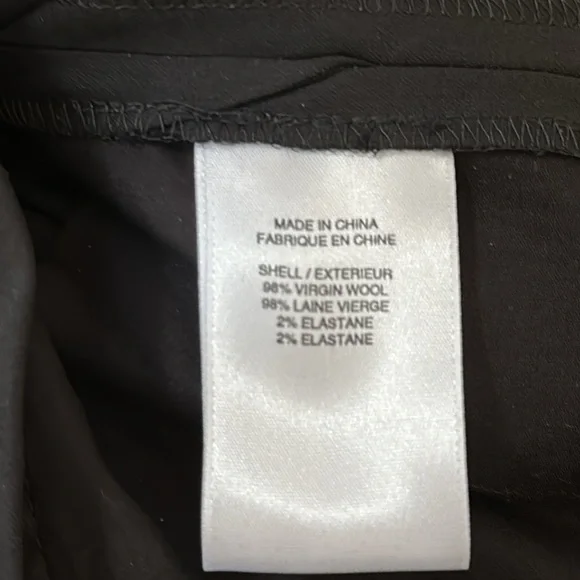 MADE IN CHINA
FABRIQUE EN CHINE
SHELL / EXTERIEUR
98% VIRGIN WOOL
98% LAINE VIERGE
2% ELASTANE
2% ELASTANE